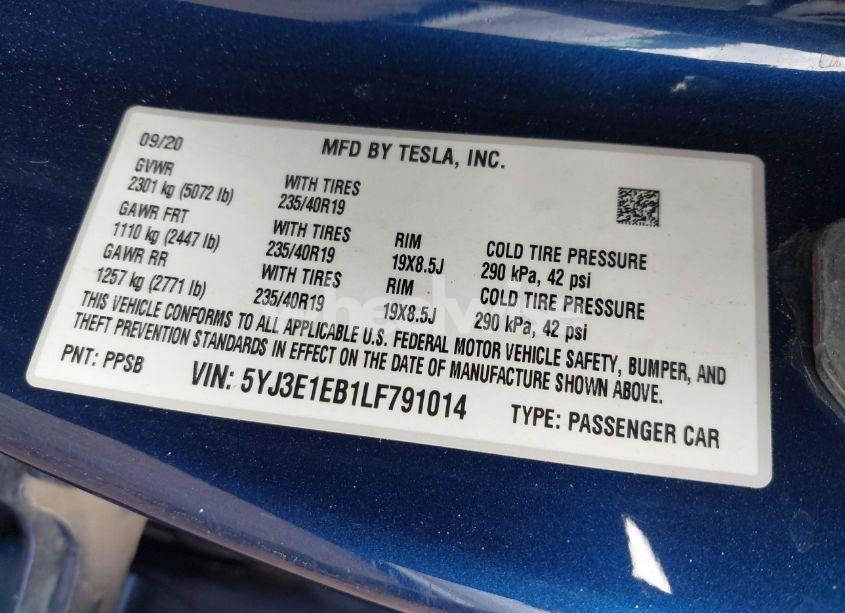 09/20 MFD BY TESLA, INC.
GVWR
2301 kg (5072 lb) WITH TIRES
GAWR FRT 235/40R19
1110 kg (2447 lb) WITH TIRES RIM COLD TIRE PRESSURE
GAWR RR 235/40R19 19X8.5J 290 kPa, 42 psi
1257 kg (2771 lb) WITH TIRES RIM COLD TIRE PRESSURE
235/40R19 19X8.5J 290 kPa, 42 psi
THIS VEHICLE CONFORMS TO ALL APPLICABLE U.S. FEDERAL MOTOR VEHICLE SAFETY, BUMPER, AND
THEFT PREVENTION STANDARDS IN EFFECT ON THE DATE OF MANUFACTURE SHOWN ABOVE.
PNT: PPSB VIN: 5YJ3E1EB1LF791014 TYPE: PASSENGER CAR